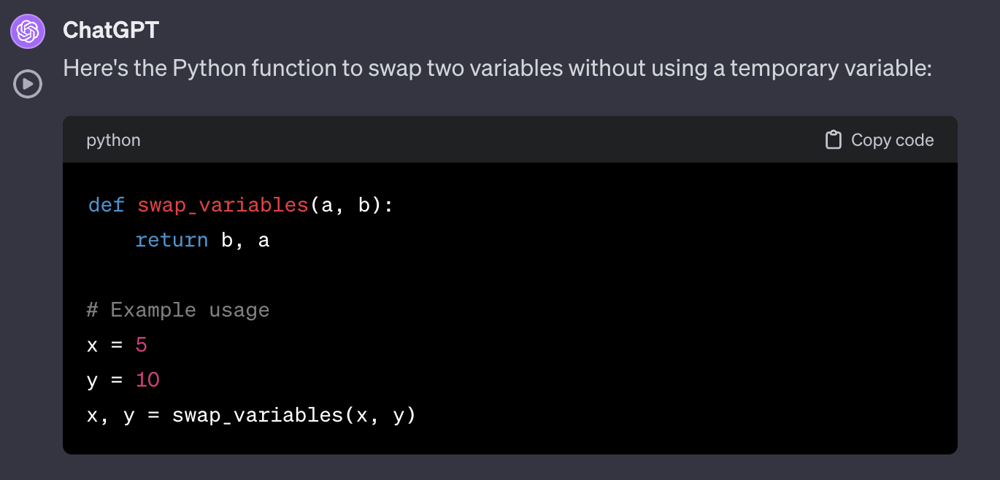 ChatGPT
Here's the Python function to swap two variables without using a temporary variable:
python
Copy code
def swap_variables(a, b):
    return b, a
# Example usage
x = 5
y = 10
x, y = swap_variables(x, y)